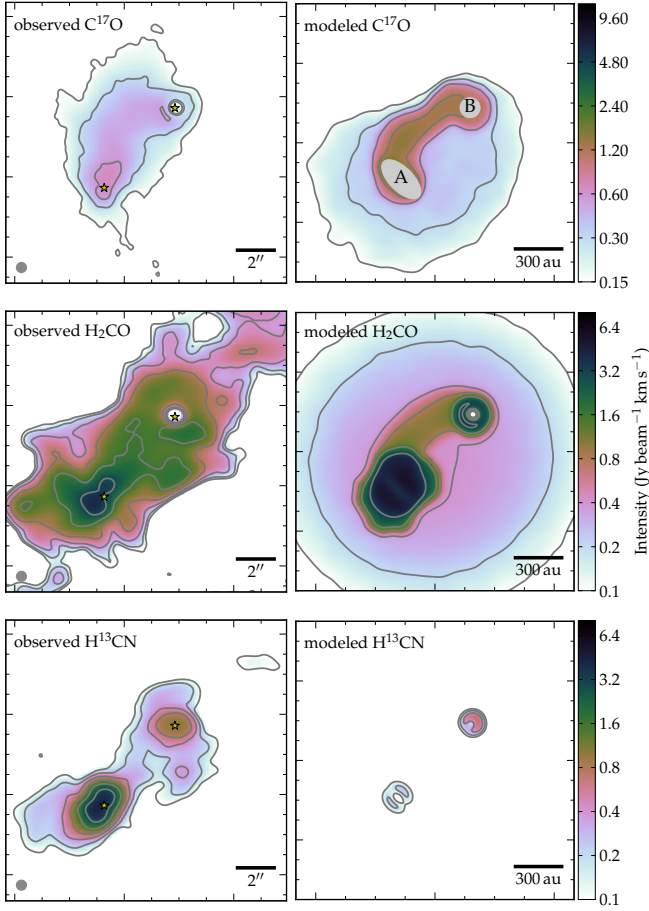 observed C¹⁷O
2″
modeled C¹⁷O
B
A
300 au
9.60
4.80
2.40
1.20
0.60
0.30
0.15
observed H₂CO
2″
modeled H₂CO
300 au
6.4
3.2
1.6
0.8
0.4
0.2
0.1
Intensity (Jy beam⁻¹ km s⁻¹)
observed H¹³CN
2″
modeled H¹³CN
300 au
6.4
3.2
1.6
0.8
0.4
0.2
0.1